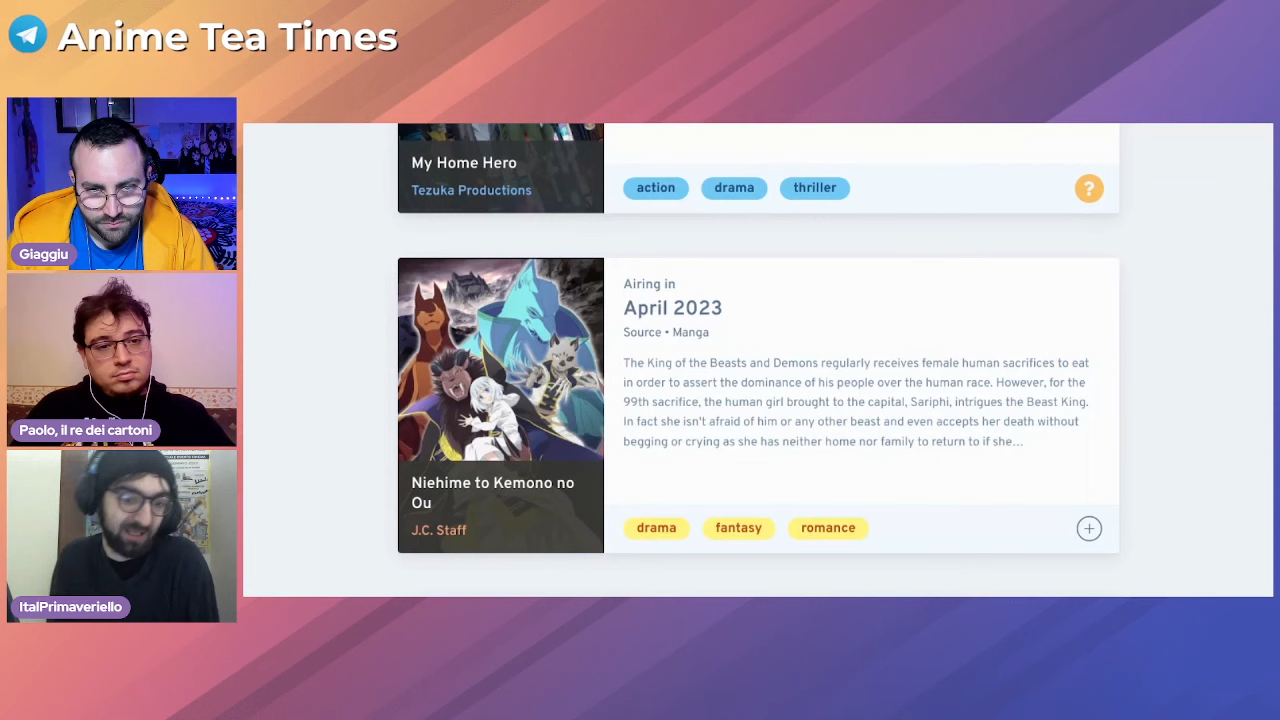 Anime Tea Times
Giaggiu
Paolo, il re dei cartoni
ItalPrimaveriello
My Home Hero
Tezuka Productions
action
drama
thriller
?
Niehime to Kemono no
Ou
J.C. Staff
Airing in
April 2023
Source • Manga
The King of the Beasts and Demons regularly receives female human sacrifices to eat
in order to assert the dominance of his people over the human race. However, for the
99th sacrifice, the human girl brought to the capital, Sariphi, intrigues the Beast King.
In fact she isn't afraid of him or any other beast and even accepts her death without
begging or crying as she has neither home nor family to return to if she...
drama
fantasy
romance